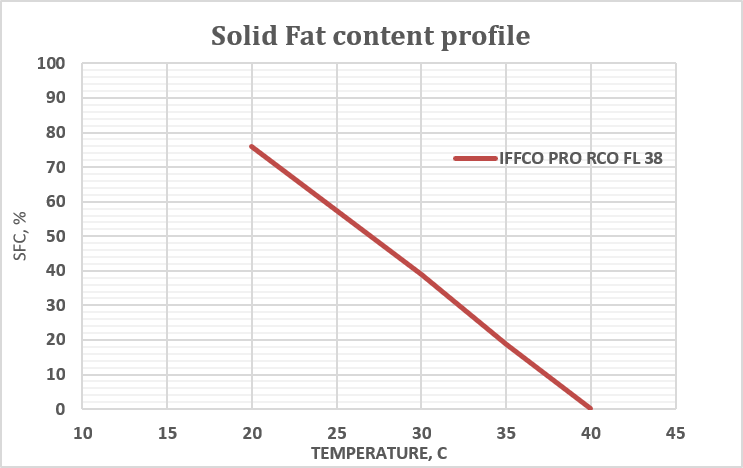 Solid Fat content profile
100
90
80
70
60
50
40
30
20
10
0
SFC, %
IFFCO PRO RCO FL 38
10 15 20 25 30 35 40 45
TEMPERATURE, C